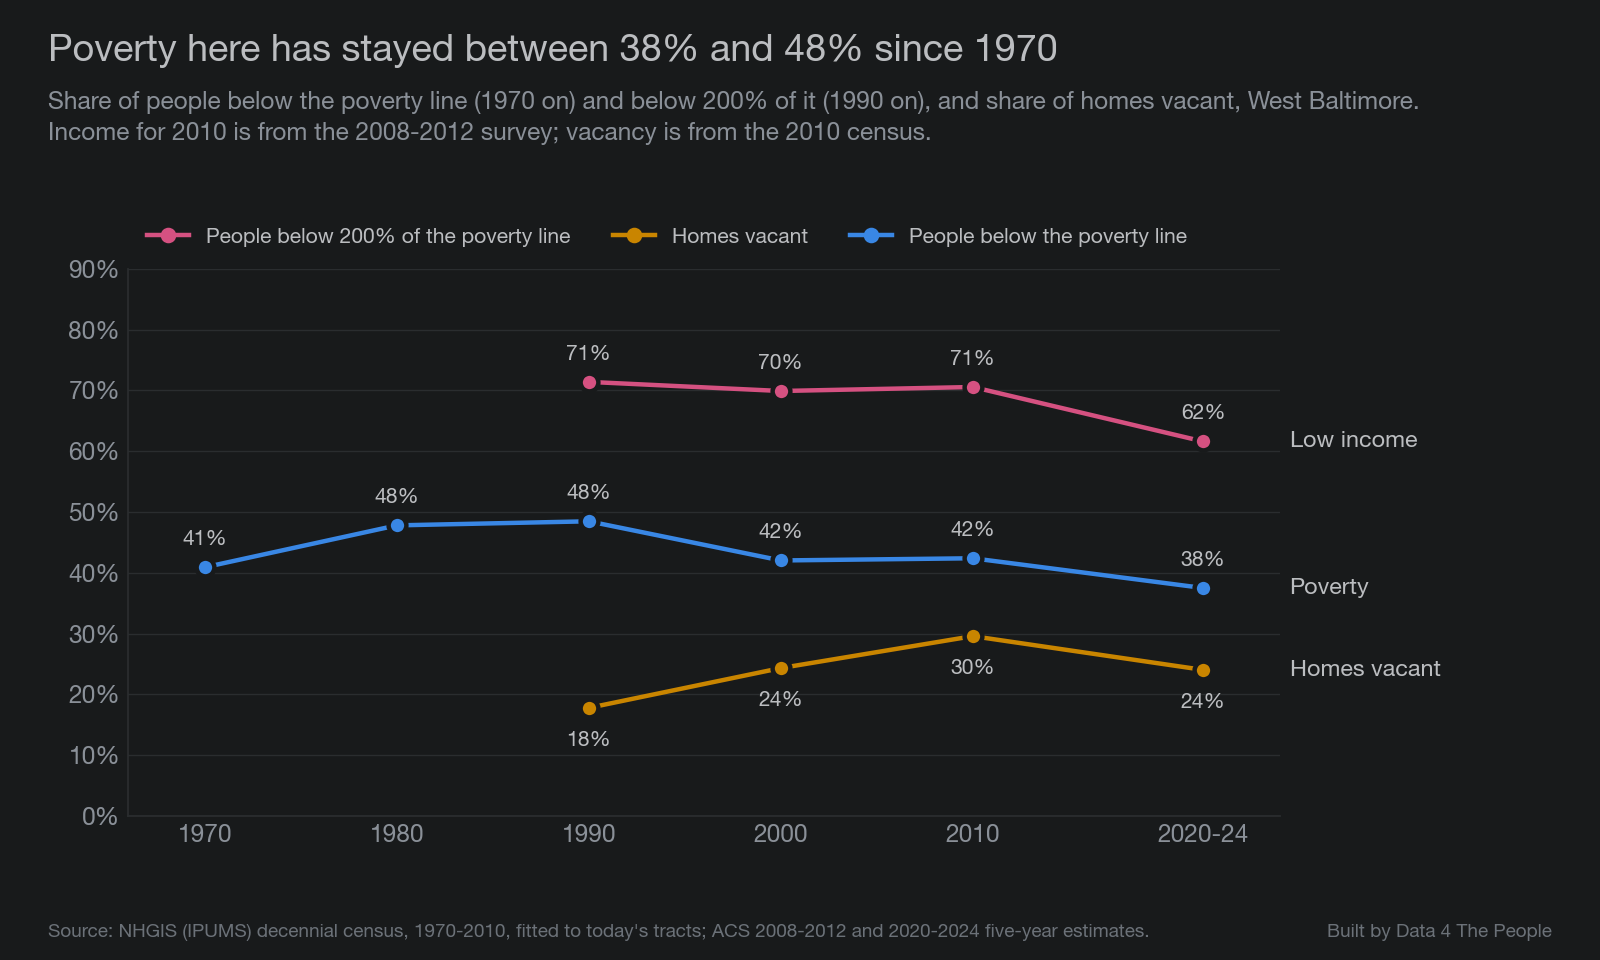 Poverty here has stayed between 38% and 48% since 1970
Share of people below the poverty line (1970 on) and below 200% of it (1990 on), and share of homes vacant, West Baltimore.
Income for 2010 is from the 2008-2012 survey; vacancy is from the 2010 census.
People below 200% of the poverty line
Homes vacant
People below the poverty line
90%
80%
70%
60%
50%
40%
30%
20%
10%
0%
71%
70%
71%
62%
Low income
41%
48%
48%
42%
42%
38%
Poverty
18%
24%
30%
24%
Homes vacant
1970
1980
1990
2000
2010
2020-24
Source: NHGIS (IPUMS) decennial census, 1970-2010, fitted to today's tracts; ACS 2008-2012 and 2020-2024 five-year estimates.
Built by Data 4 The People